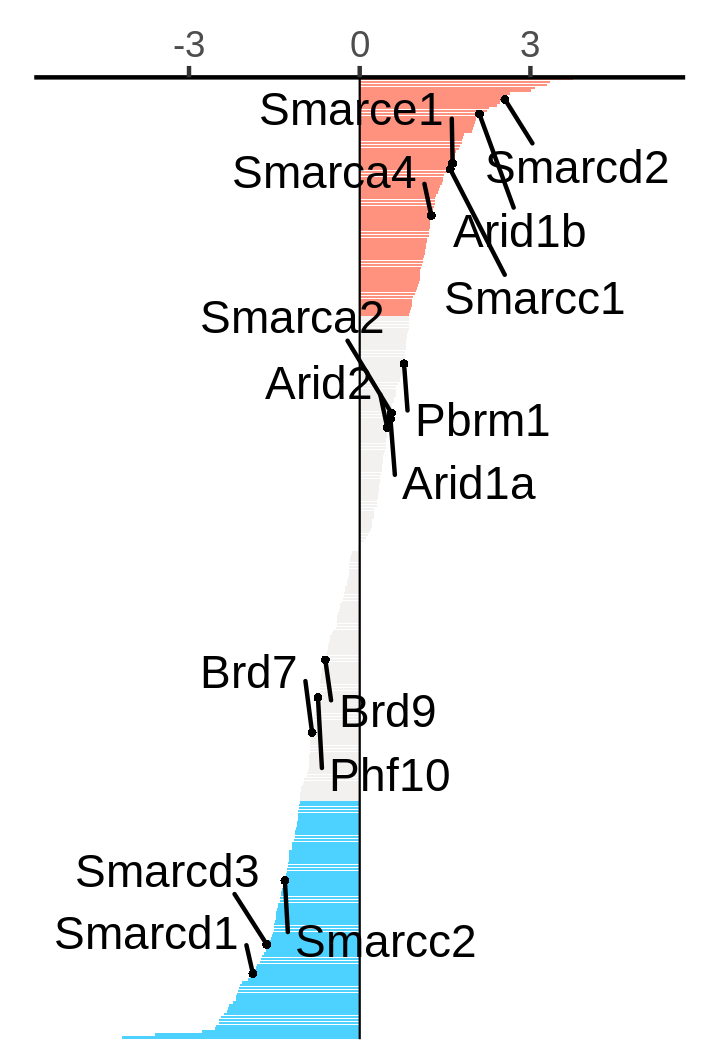 -3 0 3
Smarce1
Smarcd2
Smarca4
Arid1b
Smarcc1
Smarca2
Arid2
Pbrm1
Arid1a
Brd7
Brd9
Phf10
Smarcd3
Smarcd1
Smarcc2